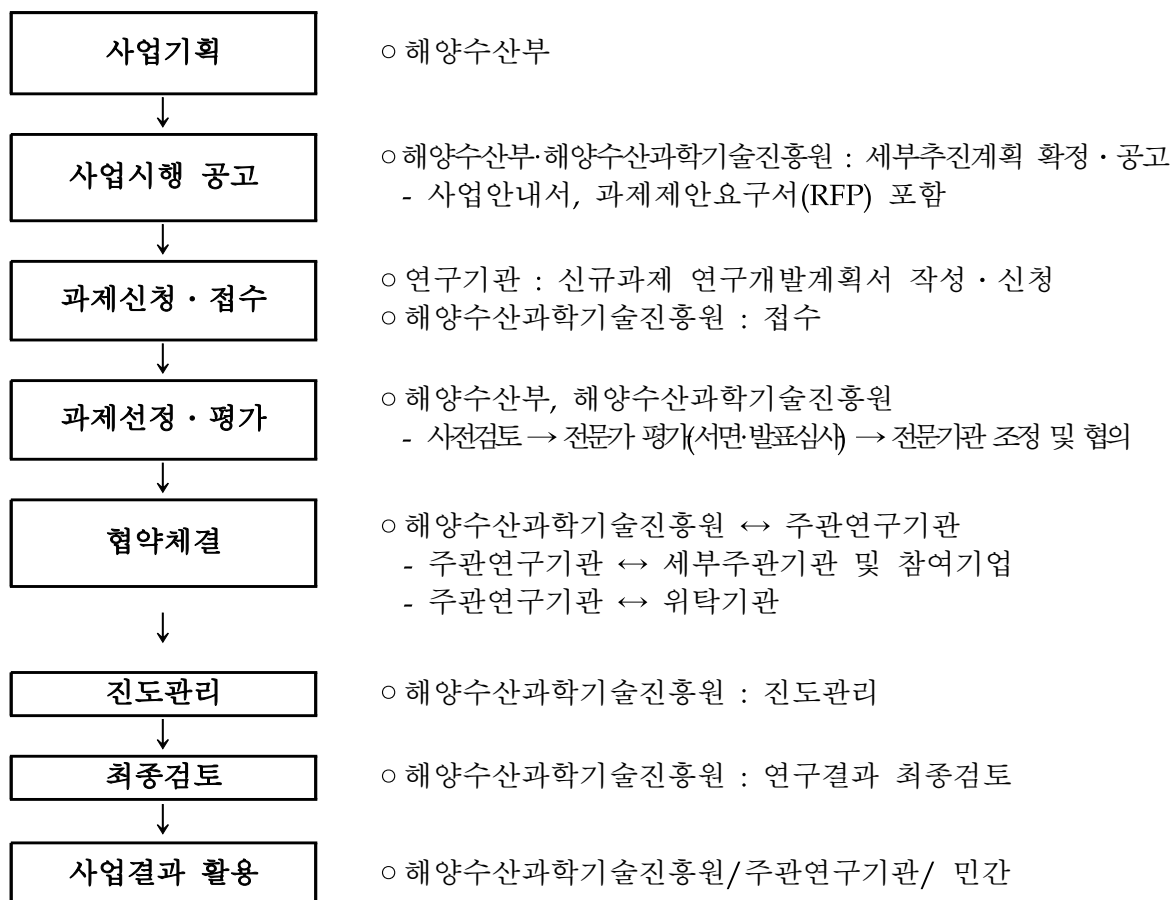 사업기획
○ 해양수산부
↓
사업시행 공고
○ 해양수산부·해양수산과학기술진흥원 : 세부추진계획 확정·공고
- 사업안내서, 과제제안요구서(RFP) 포함
↓
과제신청·접수
○ 연구기관 : 신규과제 연구개발계획서 작성·신청
○ 해양수산과학기술진흥원 : 접수
↓
과제선정·평가
○ 해양수산부, 해양수산과학기술진흥원
- 사전검토 → 전문가 평가(서면·발표심사) → 전문기관 조정 및 협의
↓
협약체결
○ 해양수산과학기술진흥원 ↔ 주관연구기관
- 주관연구기관 ↔ 세부주관기관 및 참여기업
- 주관연구기관 ↔ 위탁기관
↓
진도관리
○ 해양수산과학기술진흥원 : 진도관리
↓
최종검토
○ 해양수산과학기술진흥원 : 연구결과 최종검토
↓
사업결과 활용
○ 해양수산과학기술진흥원/주관연구기관/ 민간